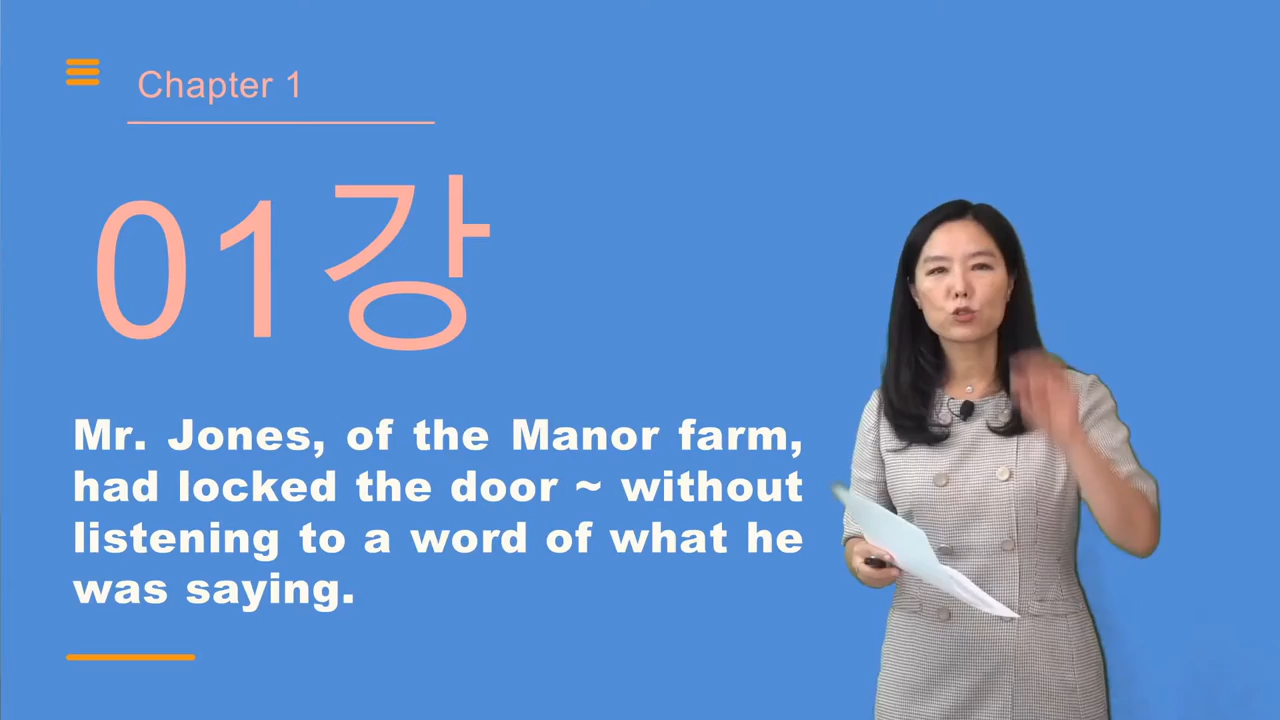 Chapter 1
01강
Mr. Jones, of the Manor farm,
had locked the door ~ without
listening to a word of what he
was saying.